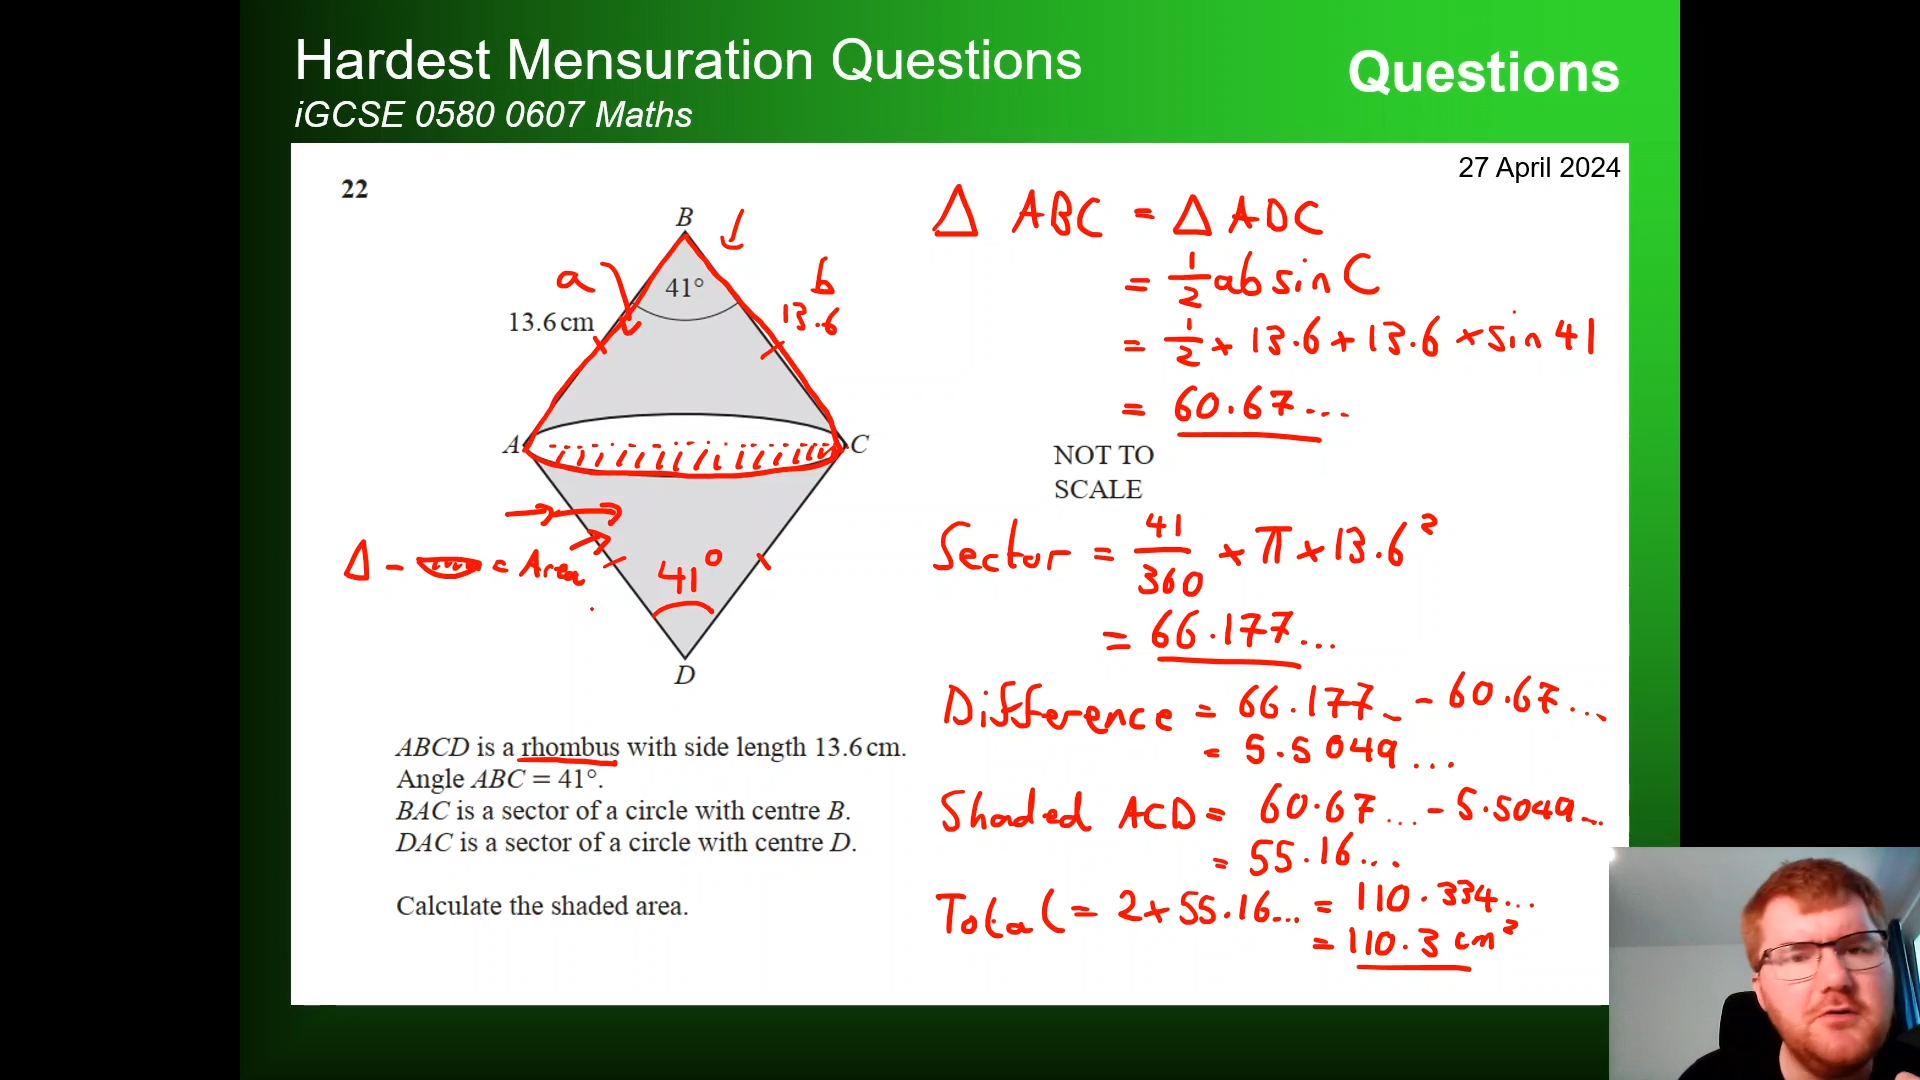 Hardest Mensuration Questions
iGCSE 0580 0607 Maths
Questions
27 April 2024
22
B
a
41°
b
13.6 cm
13.6
A
C
Δ - = Area
41°
D
NOT TO
SCALE
ABCD is a rhombus with side length 13.6 cm.
Angle ABC = 41°.
BAC is a sector of a circle with centre B.
DAC is a sector of a circle with centre D.
Calculate the shaded area.
Δ ABC = Δ ADC
= 1/2 ab sin C
= 1/2 × 13.6 × 13.6 × sin 41
= 60.67...
Sector = 41/360 × π × 13.6²
= 66.177...
Difference = 66.177... - 60.67...
= 5.5049...
Shaded ACD = 60.67... - 5.5049...
= 55.16...
Total = 2 × 55.16... = 110.334...
= 110.3 cm²